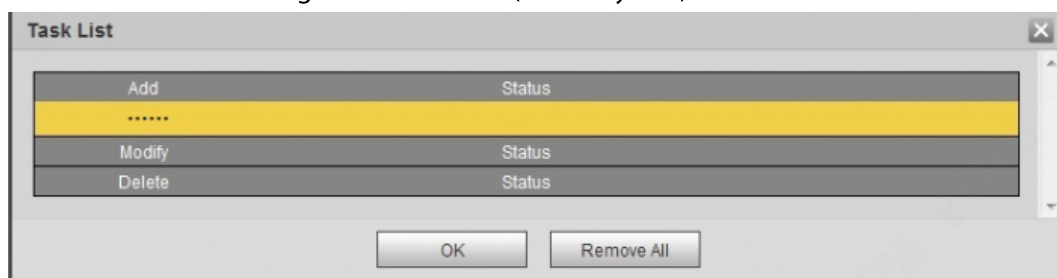 Task List
Add Status
······
Modify Status
Delete Status
OK Remove All